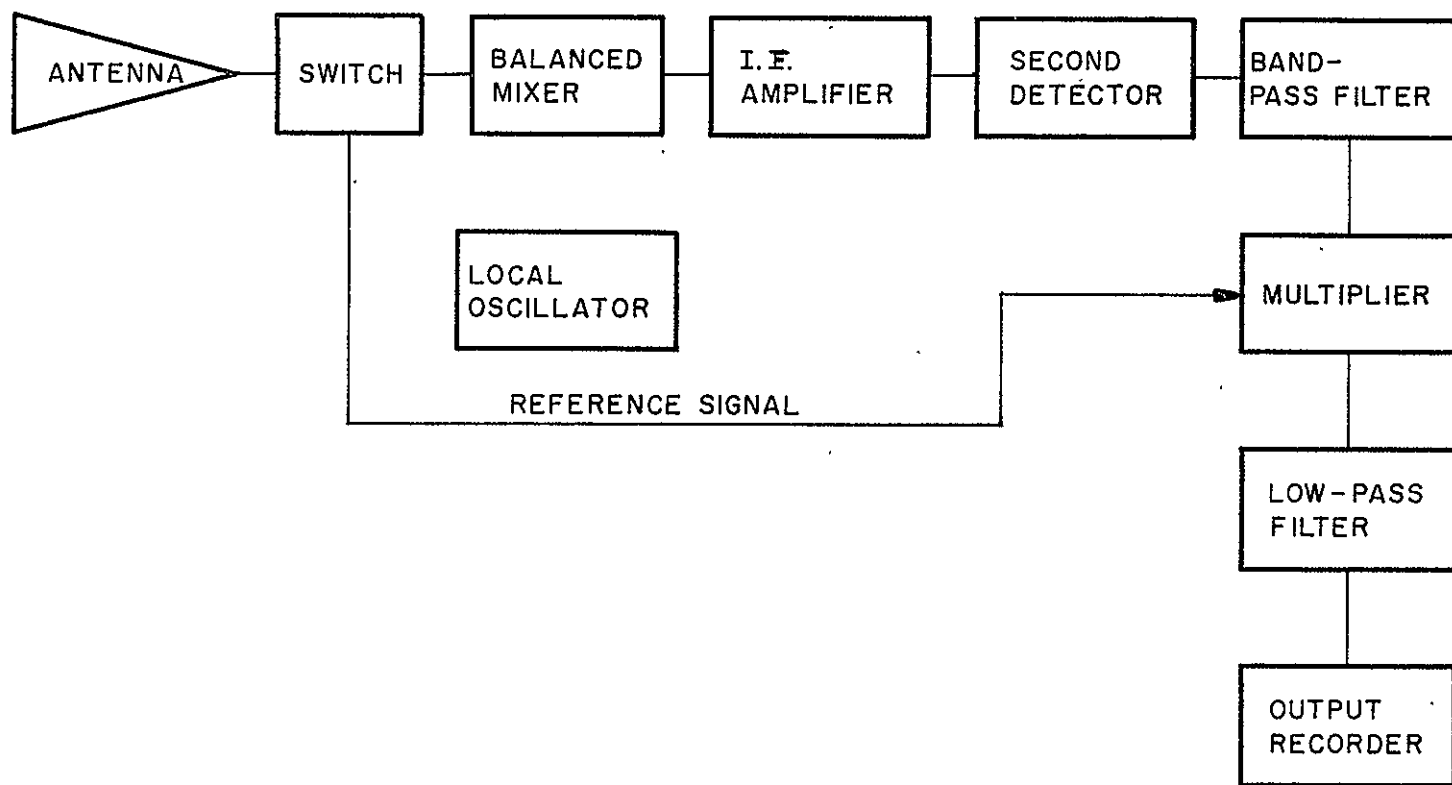 ANTENNA
SWITCH
BALANCED
MIXER
I.F.
AMPLIFIER
SECOND
DETECTOR
BAND-
PASS FILTER
LOCAL
OSCILLATOR
MULTIPLIER
REFERENCE SIGNAL
LOW-PASS
FILTER
OUTPUT
RECORDER